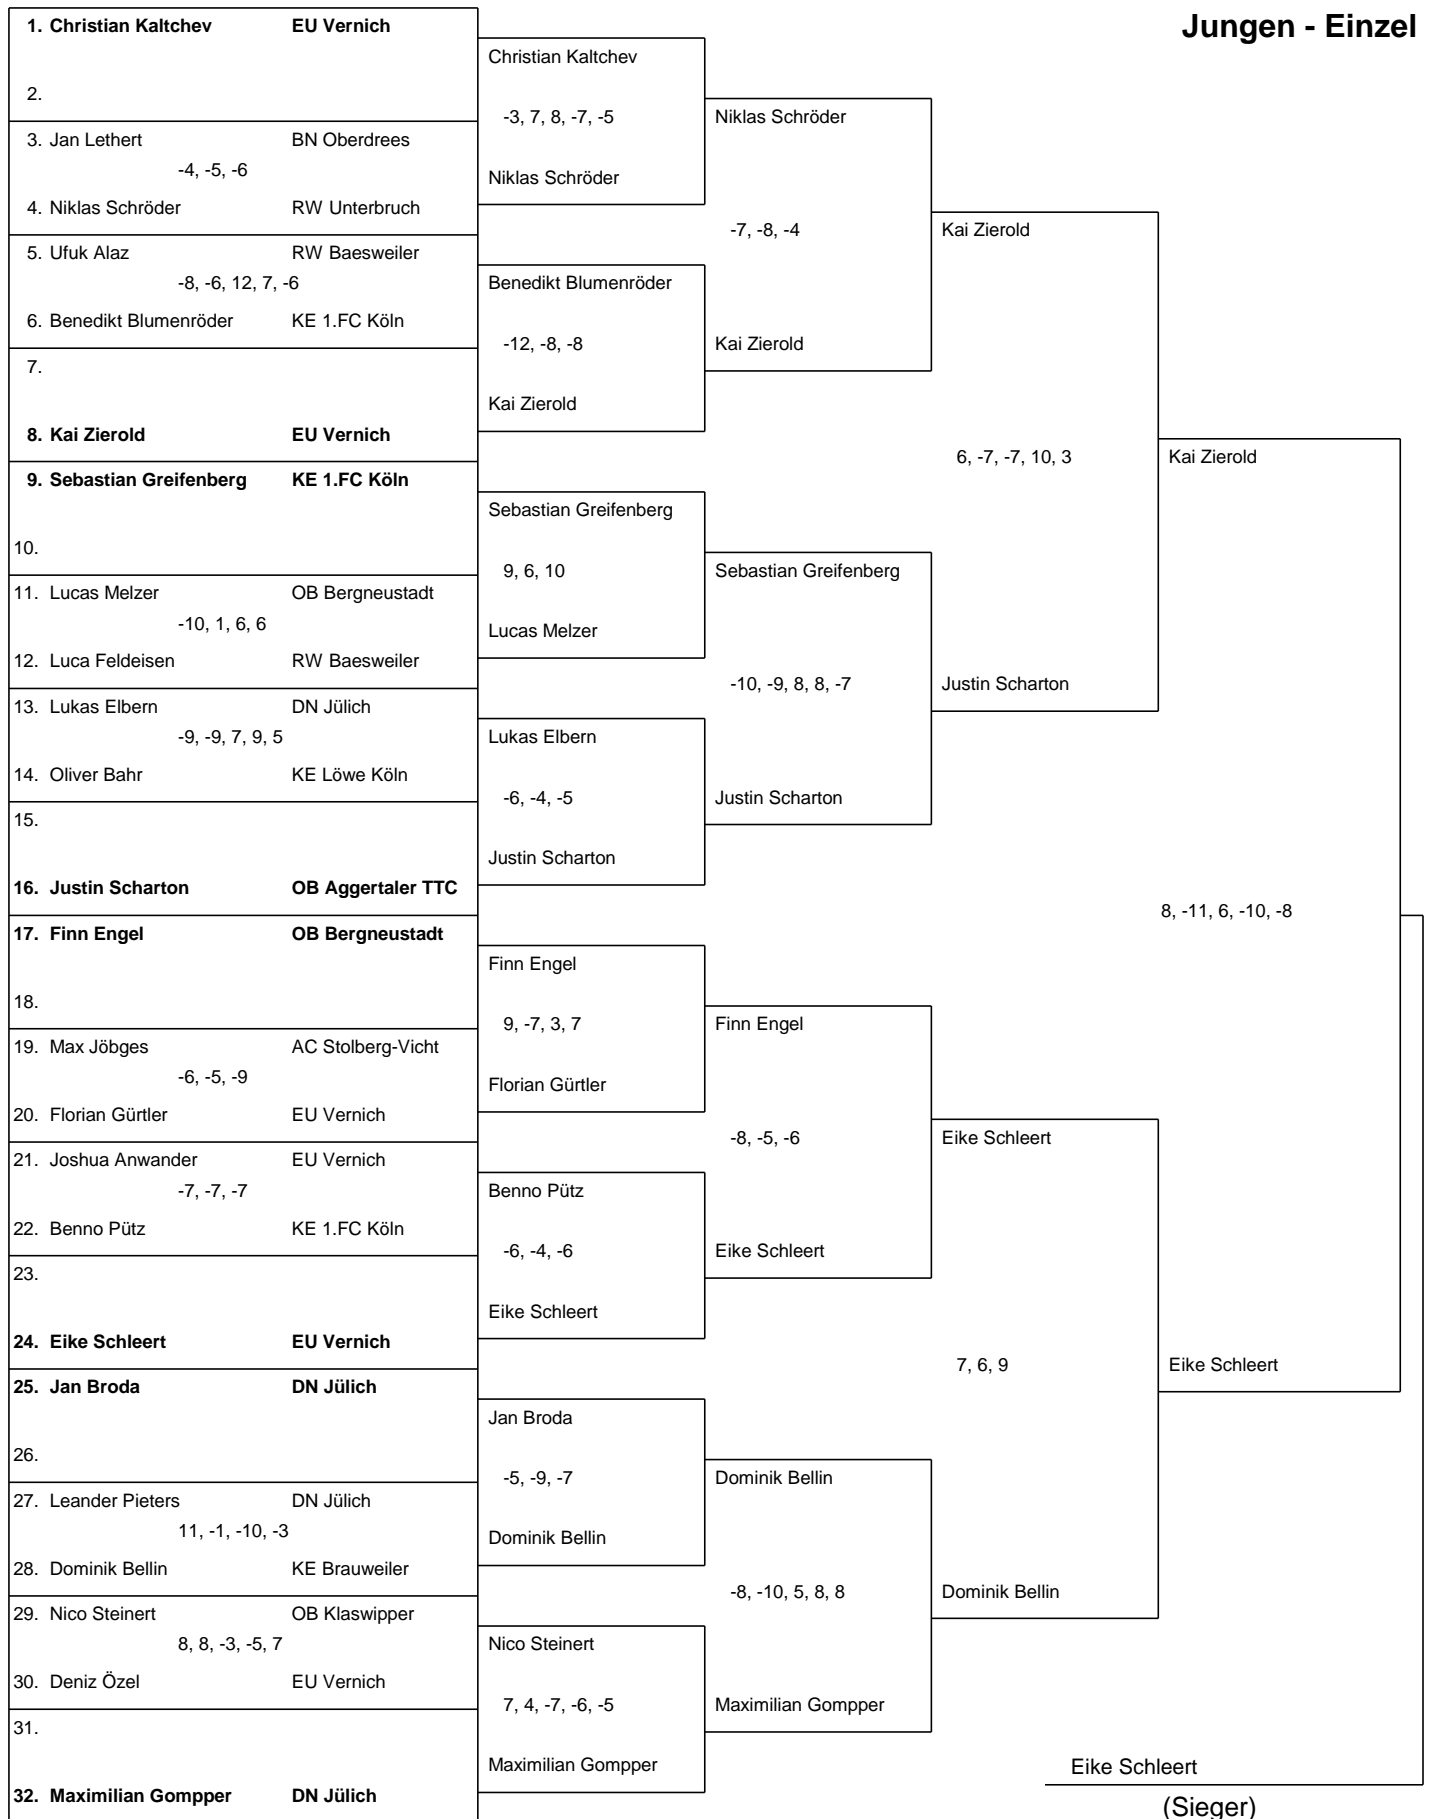 Jungen - Einzel
1. Christian Kaltchev EU Vernich
2.
3. Jan Lethert BN Oberdrees
-4, -5, -6
4. Niklas Schröder RW Unterbruch
5. Ufuk Alaz RW Baesweiler
-8, -6, 12, 7, -6
6. Benedikt Blumenröder KE 1.FC Köln
7.
8. Kai Zierold EU Vernich
9. Sebastian Greifenberg KE 1.FC Köln
10.
11. Lucas Melzer OB Bergneustadt
-10, 1, 6, 6
12. Luca Feldeisen RW Baesweiler
13. Lukas Elbern DN Jülich
-9, -9, 7, 9, 5
14. Oliver Bahr KE Löwe Köln
15.
16. Justin Scharton OB Aggertaler TTC
17. Finn Engel OB Bergneustadt
18.
19. Max Jöbges AC Stolberg-Vicht
-6, -5, -9
20. Florian Gürtler EU Vernich
21. Joshua Anwander EU Vernich
-7, -7, -7
22. Benno Pütz KE 1.FC Köln
23.
24. Eike Schleert EU Vernich
25. Jan Broda DN Jülich
26.
27. Leander Pieters DN Jülich
11, -1, -10, -3
28. Dominik Bellin KE Brauweiler
29. Nico Steinert OB Klaswipper
8, 8, -3, -5, 7
30. Deniz Özel EU Vernich
31.
32. Maximilian Gompper DN Jülich
Christian Kaltchev
-3, 7, 8, -7, -5
Niklas Schröder
Benedikt Blumenröder
-12, -8, -8
Kai Zierold
Sebastian Greifenberg
9, 6, 10
Lucas Melzer
Lukas Elbern
-6, -4, -5
Justin Scharton
Finn Engel
9, -7, 3, 7
Florian Gürtler
Benno Pütz
-6, -4, -6
Eike Schleert
Jan Broda
-5, -9, -7
Dominik Bellin
Nico Steinert
7, 4, -7, -6, -5
Maximilian Gompper
Niklas Schröder
-7, -8, -4
Kai Zierold
Sebastian Greifenberg
-10, -9, 8, 8, -7
Justin Scharton
Finn Engel
-8, -5, -6
Eike Schleert
Dominik Bellin
-8, -10, 5, 8, 8
Maximilian Gompper
Kai Zierold
6, -7, -7, 10, 3
Justin Scharton
Eike Schleert
7, 6, 9
Dominik Bellin
Kai Zierold
8, -11, 6, -10, -8
Eike Schleert
Eike Schleert
(Sieger)